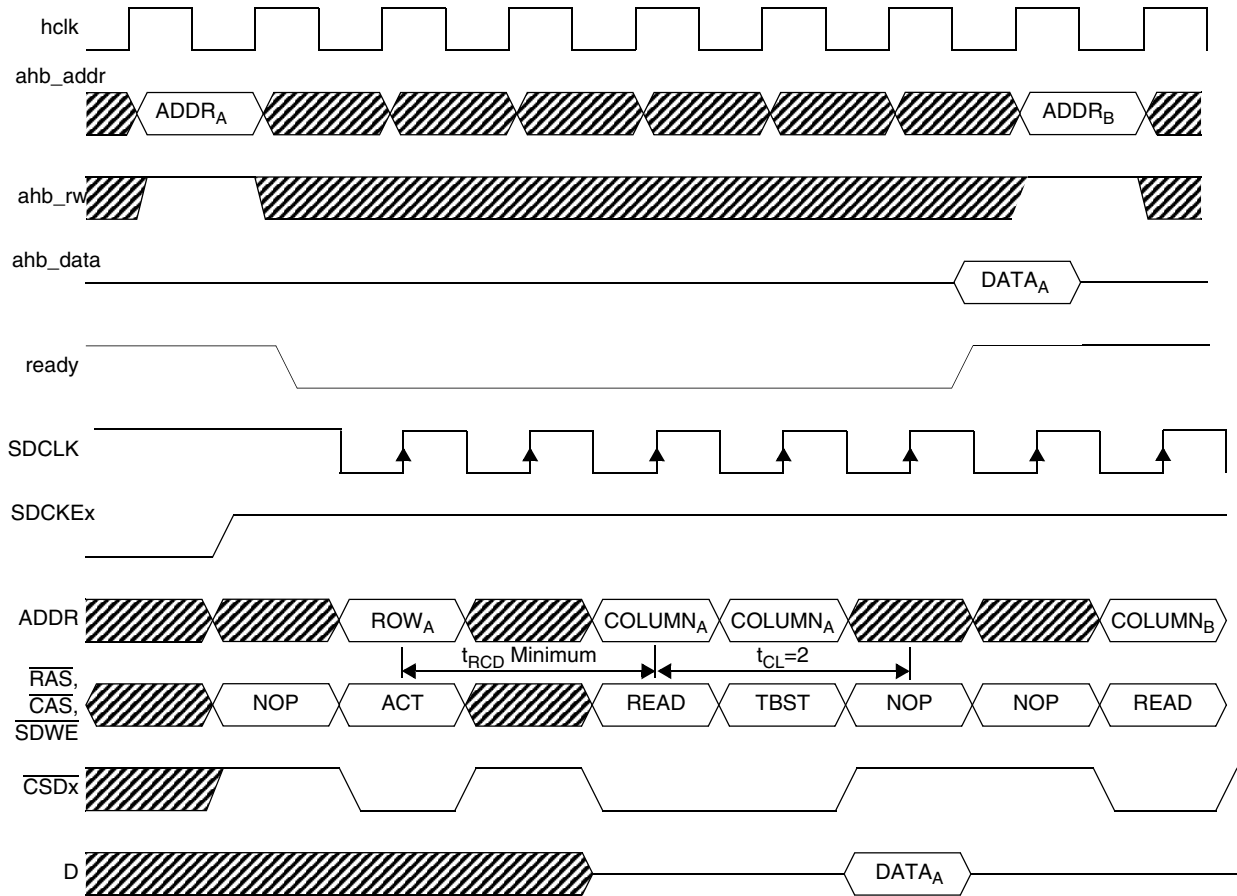 hclk
ahb_addr
ADDR_A ADDR_B
ahb_rw
ahb_data
DATA_A
ready
SDCLK
SDCKEx
ADDR ROW_A COLUMN_A COLUMN_A COLUMN_B
t_RCD Minimum t_CL=2
RAS,
CAS, NOP ACT READ TBST NOP NOP READ
SDWE
CSDx
D DATA_A